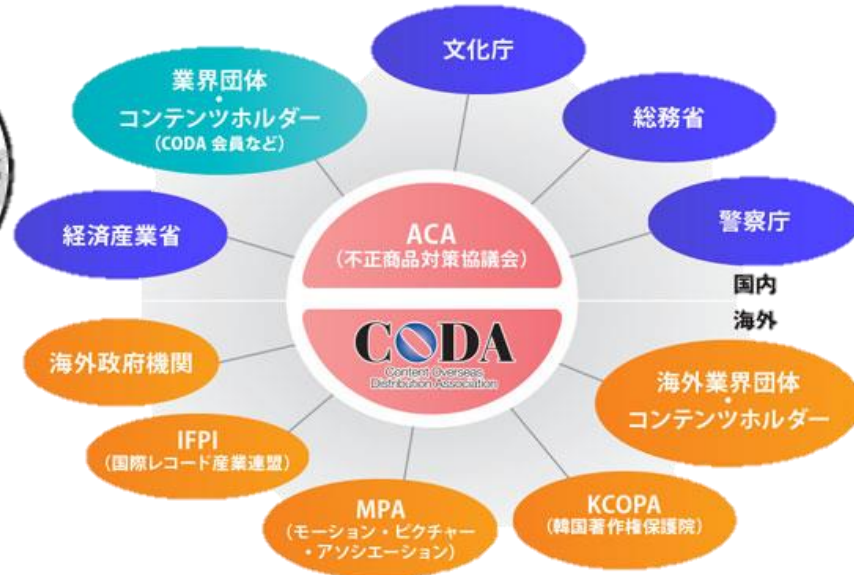 文化庁
業界団体
・
コンテンツホルダー
(CODA 会員など)
総務省
経済産業省
警察庁
ACA
(不正商品対策協議会)
国内
海外
CODA
Content Overseas
Distribution Association
海外政府機関
海外業界団体
・
コンテンツホルダー
IFPI
(国際レコード産業連盟)
MPA
(モーション・ピクチャー
・アソシエーション)
KCOPA
(韓国著作権保護院)